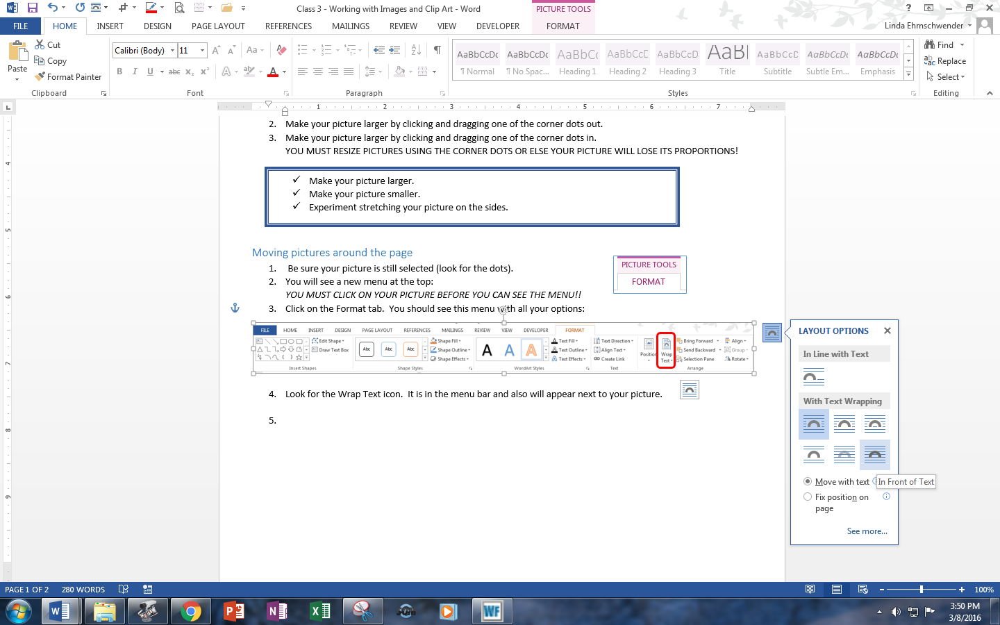 Class 3 - Working with Images and Clip Art - Word
PICTURE TOOLS
FILE HOME INSERT DESIGN PAGE LAYOUT REFERENCES MAILINGS REVIEW VIEW DEVELOPER FORMAT
Linda Ehrnschwender
Paste
Cut
Copy
Format Painter
Clipboard
Calibri (Body) 11
Font
Paragraph
AaBbCcDc AaBbCcDc AaBbCc AaBbCcD AaBbCcD AaBl AaBbCcD AaBbCcDc AaBbCcDc
¶ Normal ¶ No Spac... Heading 1 Heading 2 Heading 3 Title Subtitle Subtle Em... Emphasis
Styles
Find
Replace
Select
Editing
1 2 3 4 5 6 7
2. Make your picture larger by clicking and dragging one of the corner dots out.
3. Make your picture larger by clicking and dragging one of the corner dots in.
YOU MUST RESIZE PICTURES USING THE CORNER DOTS OR ELSE YOUR PICTURE WILL LOSE ITS PROPORTIONS!
✓ Make your picture larger.
✓ Make your picture smaller.
✓ Experiment stretching your picture on the sides.
Moving pictures around the page
1. Be sure your picture is still selected (look for the dots).
2. You will see a new menu at the top:
YOU MUST CLICK ON YOUR PICTURE BEFORE YOU CAN SEE THE MENU!!
PICTURE TOOLS
FORMAT
3. Click on the Format tab. You should see this menu with all your options:
FILE HOME INSERT DESIGN PAGE LAYOUT REFERENCES MAILINGS REVIEW VIEW DEVELOPER FORMAT
Edit Shape
Draw Text Box
Insert Shapes
Abc Abc Abc
Shape Fill
Shape Outline
Shape Effects
Shape Styles
A A A
Text Fill
Text Outline
Text Effects
WordArt Styles
Text Direction
Align Text
Create Link
Text
Position
Wrap
Text
Bring Forward
Send Backward
Selection Pane
Align
Group
Rotate
Arrange
4. Look for the Wrap Text icon. It is in the menu bar and also will appear next to your picture.
5.
LAYOUT OPTIONS
In Line with Text
With Text Wrapping
Move with text
In Front of Text
Fix position on
page
See more...
4
5
7
8
9
PAGE 1 OF 2 280 WORDS
100%
3:50 PM
3/8/2016